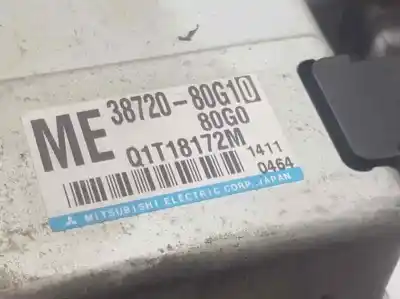 ME 38720-80G10
80G0
Q1T18172M
1411
0464
MITSUBISHI ELECTRIC CORP. JAPAN